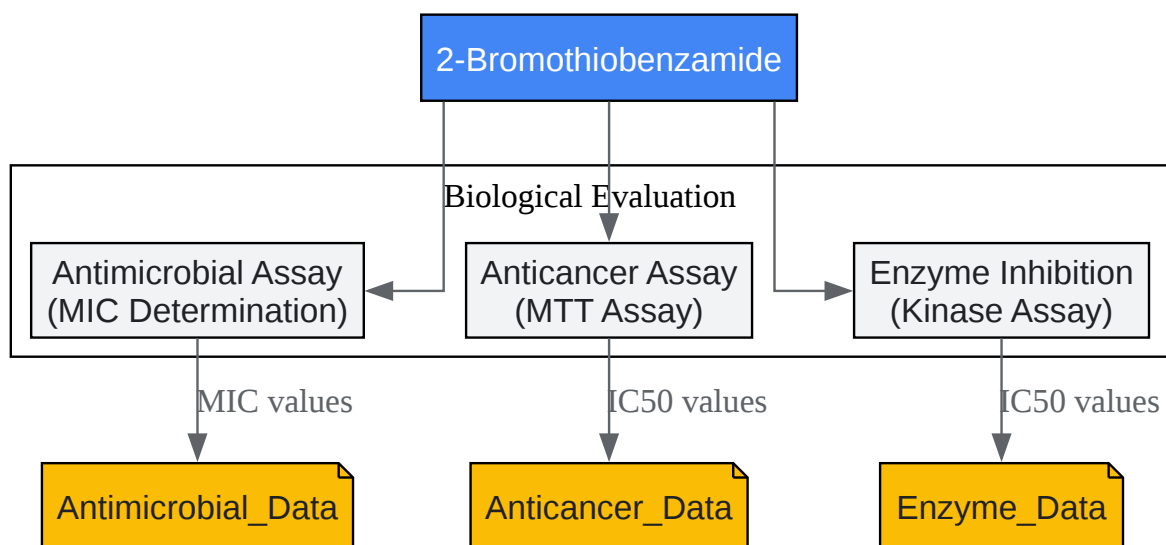 2-Bromothiobenzamide
Biological Evaluation
Antimicrobial Assay
(MIC Determination)
Anticancer Assay
(MTT Assay)
Enzyme Inhibition
(Kinase Assay)
MIC values
IC50 values
IC50 values
Antimicrobial_Data
Anticancer_Data
Enzyme_Data